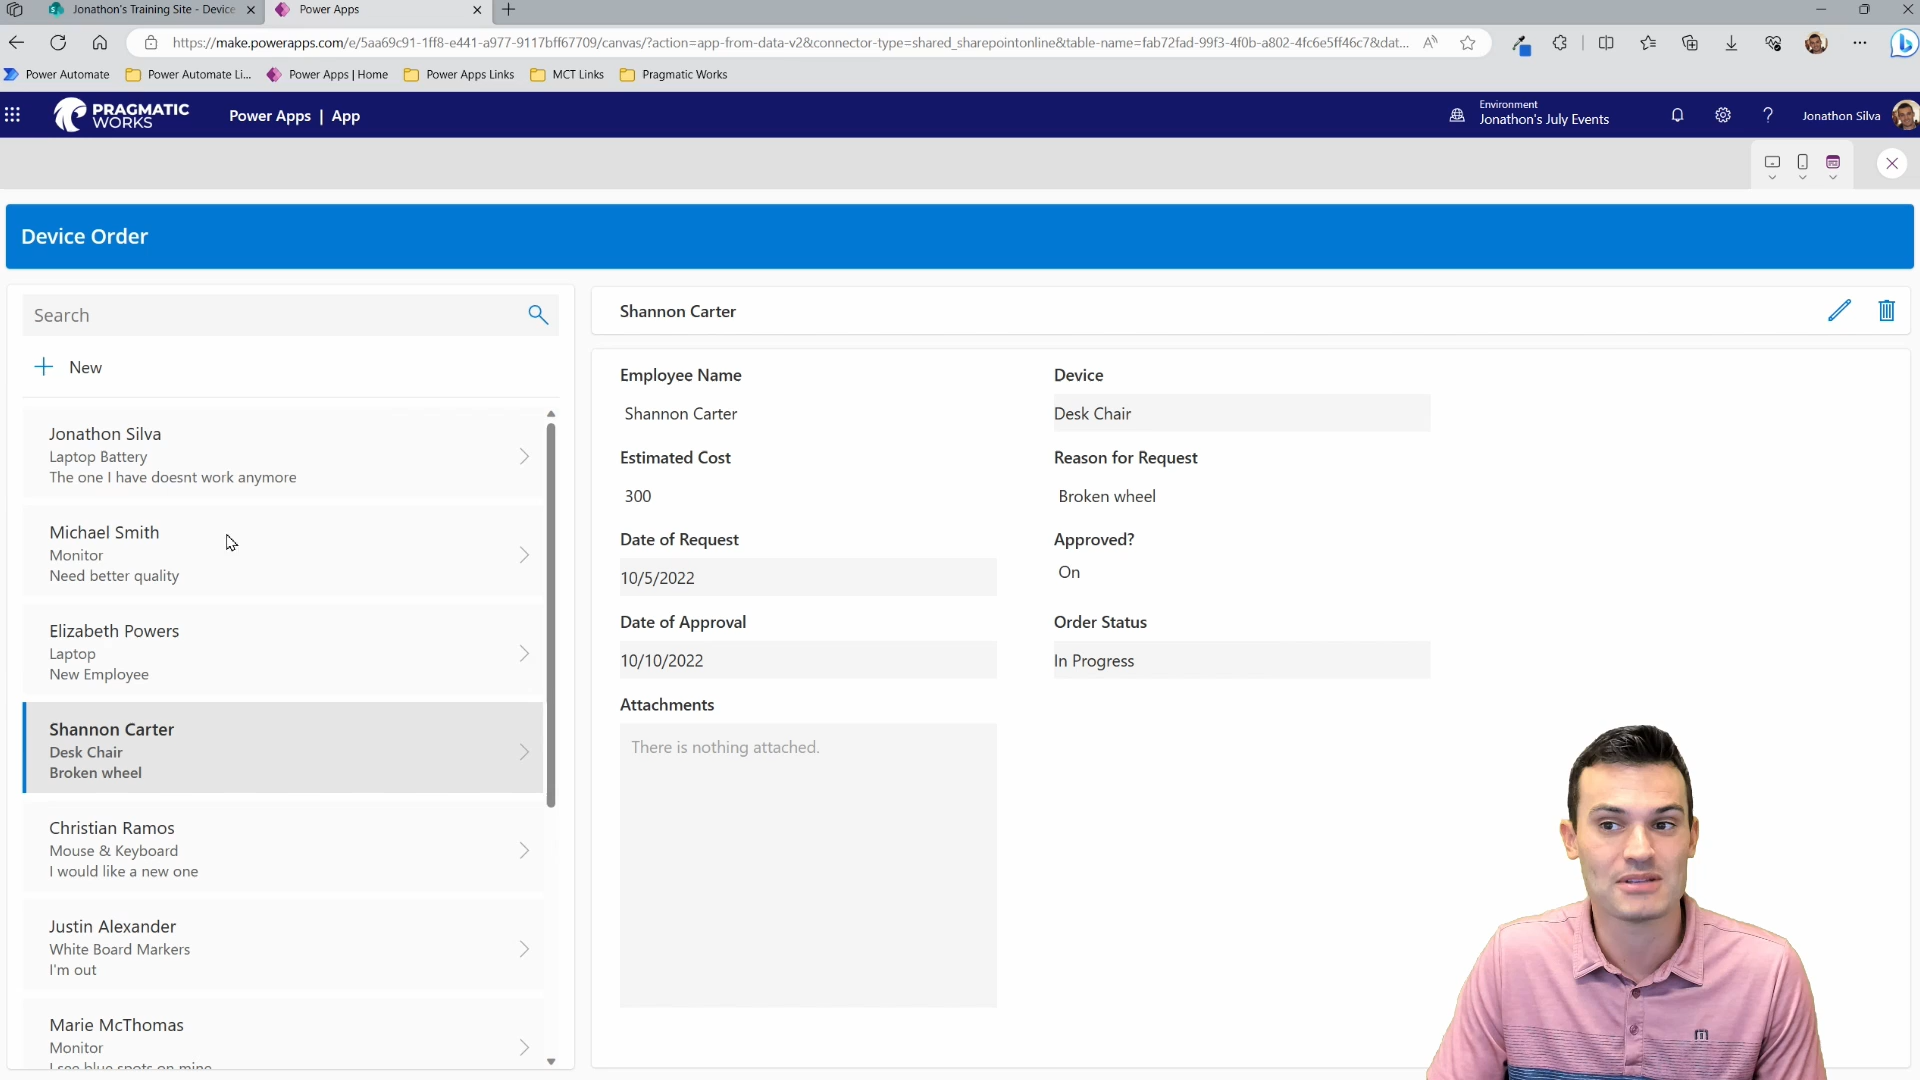 Jonathon's Training Site - Device
Power Apps
https://make.powerapps.com/e/5aa69c91-1ff8-e441-a977-9117bff67709/canvas/?action=app-from-data-v2&connector-type=shared_sharepointonline&table-name=fab72fad-99f3-4f0b-a802-4fc6e5ff46c7&dat...
Power Automate
Power Automate Li...
Power Apps | Home
Power Apps Links
MCT Links
Pragmatic Works
PRAGMATIC
WORKS
Power Apps | App
Environment
Jonathon's July Events
Jonathon Silva
Device Order
Search
New
Jonathon Silva
Laptop Battery
The one I have doesnt work anymore
Michael Smith
Monitor
Need better quality
Elizabeth Powers
Laptop
New Employee
Shannon Carter
Desk Chair
Broken wheel
Christian Ramos
Mouse & Keyboard
I would like a new one
Justin Alexander
White Board Markers
I'm out
Marie McThomas
Monitor
I see blue spots on mine
Shannon Carter
Employee Name
Shannon Carter
Device
Desk Chair
Estimated Cost
300
Reason for Request
Broken wheel
Date of Request
10/5/2022
Approved?
On
Date of Approval
10/10/2022
Order Status
In Progress
Attachments
There is nothing attached.